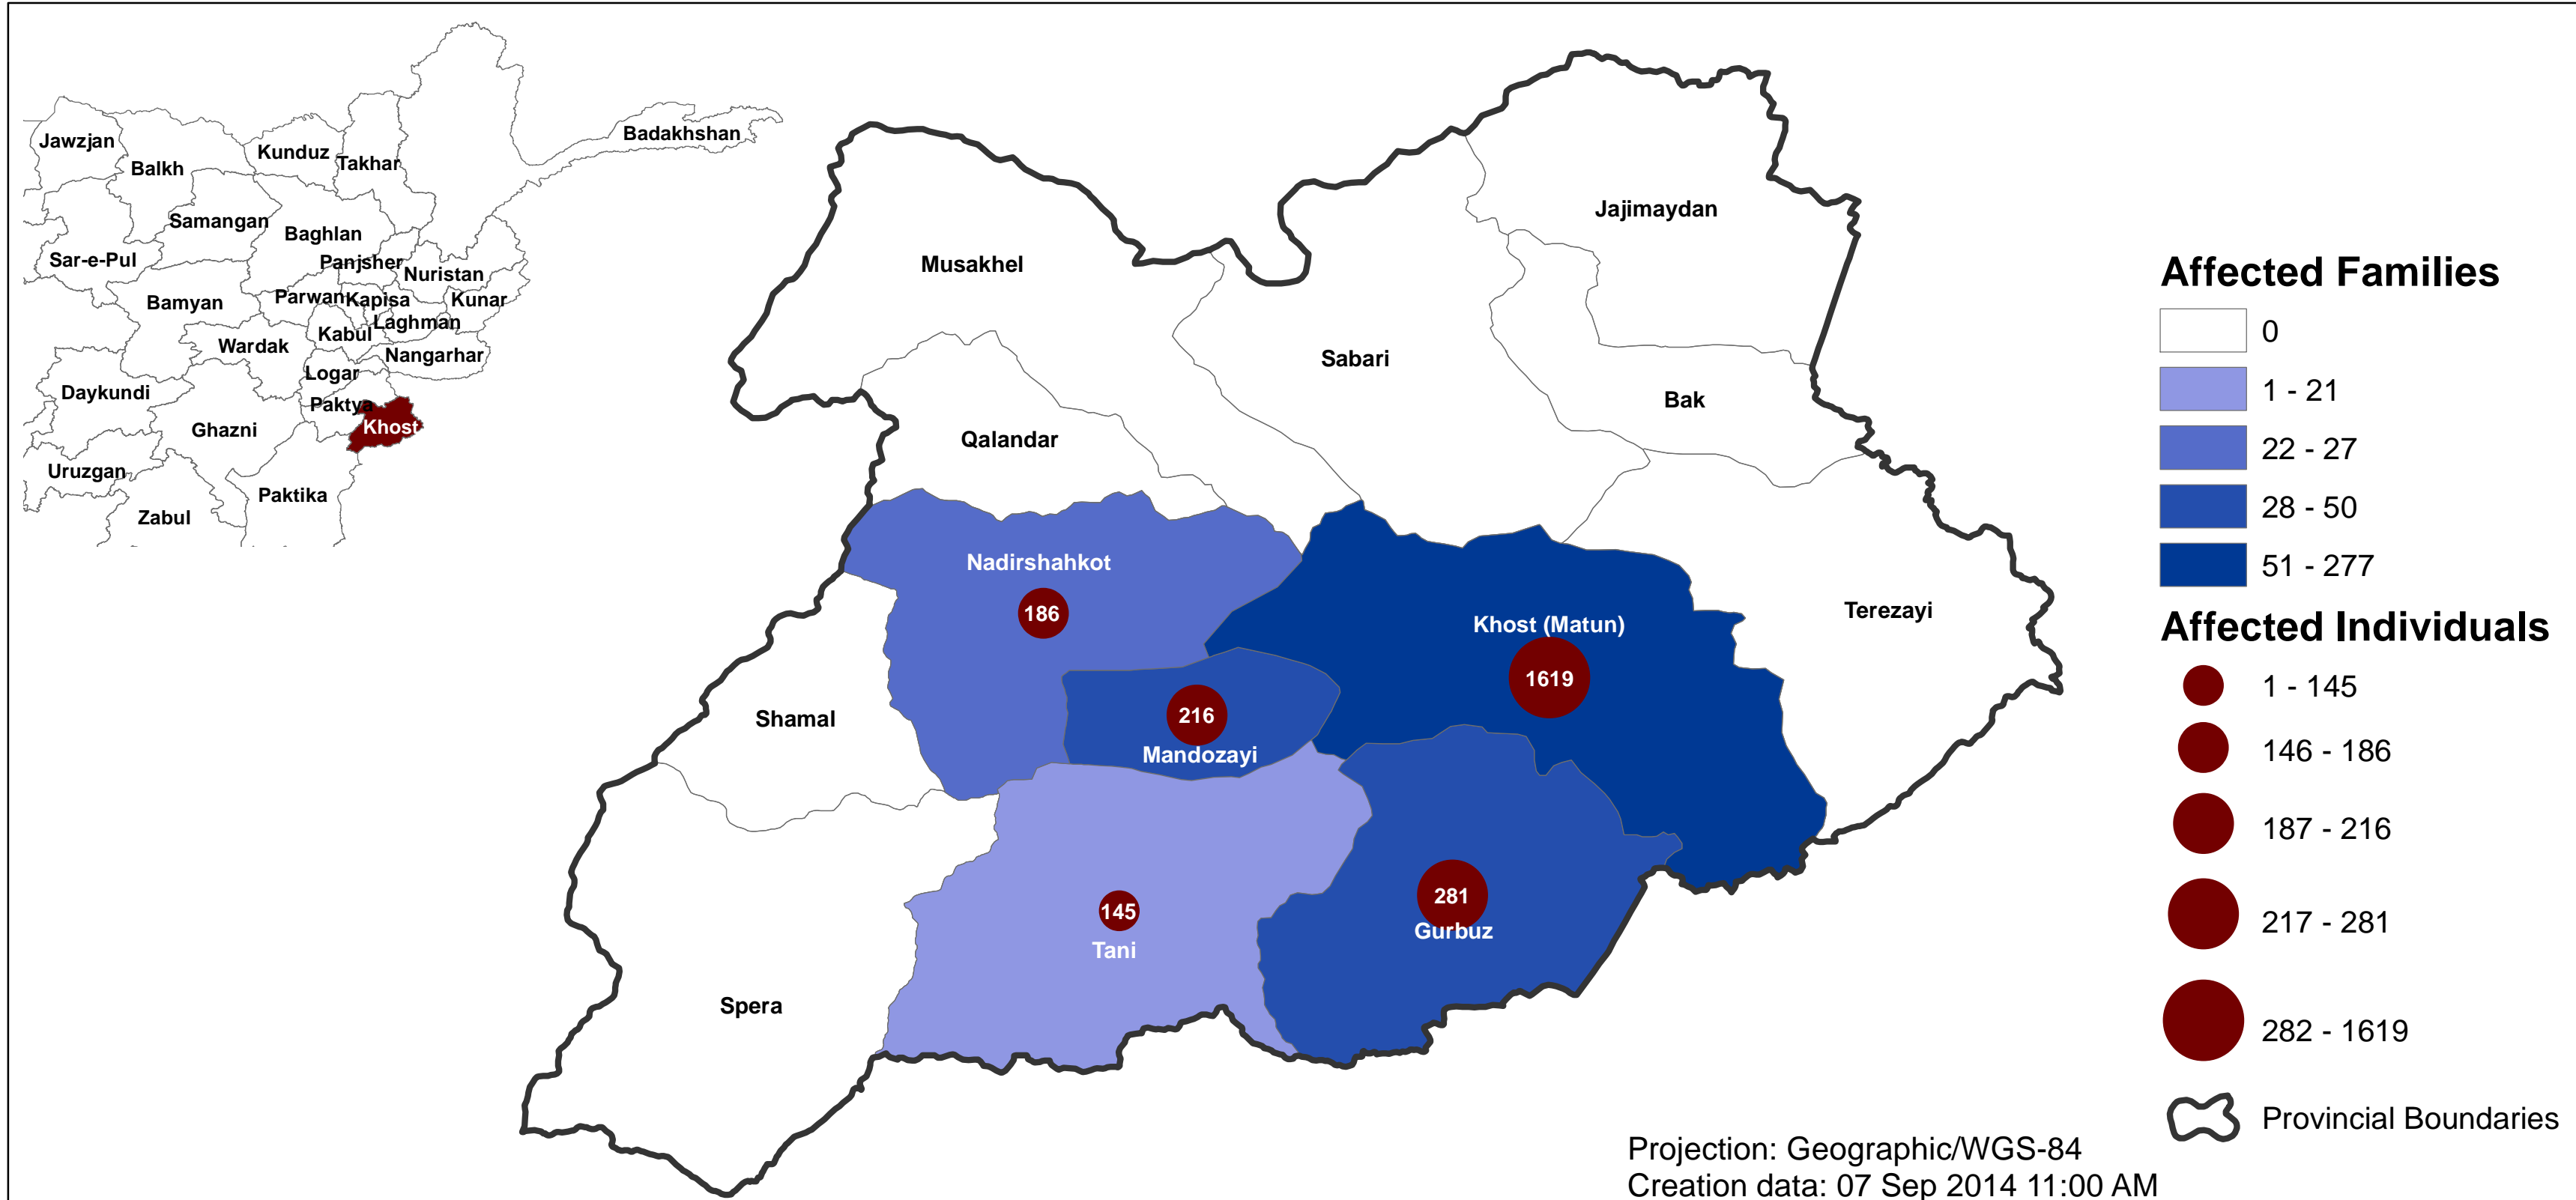 Badakhshan
Jawzjan
Balkh
Kunduz
Takhar
Samangan
Baghlan
Sar-e-Pul
Panjsher
Nuristan
Bamyan
Parwan
Kapisa
Kunar
Laghman
Kabul
Wardak
Nangarhar
Logar
Daykundi
Paktya
Ghazni
Khost
Uruzgan
Paktika
Zabul
Jajimaydan
Musakhel
Sabari
Bak
Qalandar
Nadirshahkot
186
Khost (Matun)
1619
Terezayi
Shamal
216
Mandozayi
281
Gurbuz
145
Tani
Spera
Affected Families
0
1 - 21
22 - 27
28 - 50
51 - 277
Affected Individuals
1 - 145
146 - 186
187 - 216
217 - 281
282 - 1619
Provincial Boundaries
Projection: Geographic/WGS-84
Creation data: 07 Sep 2014 11:00 AM